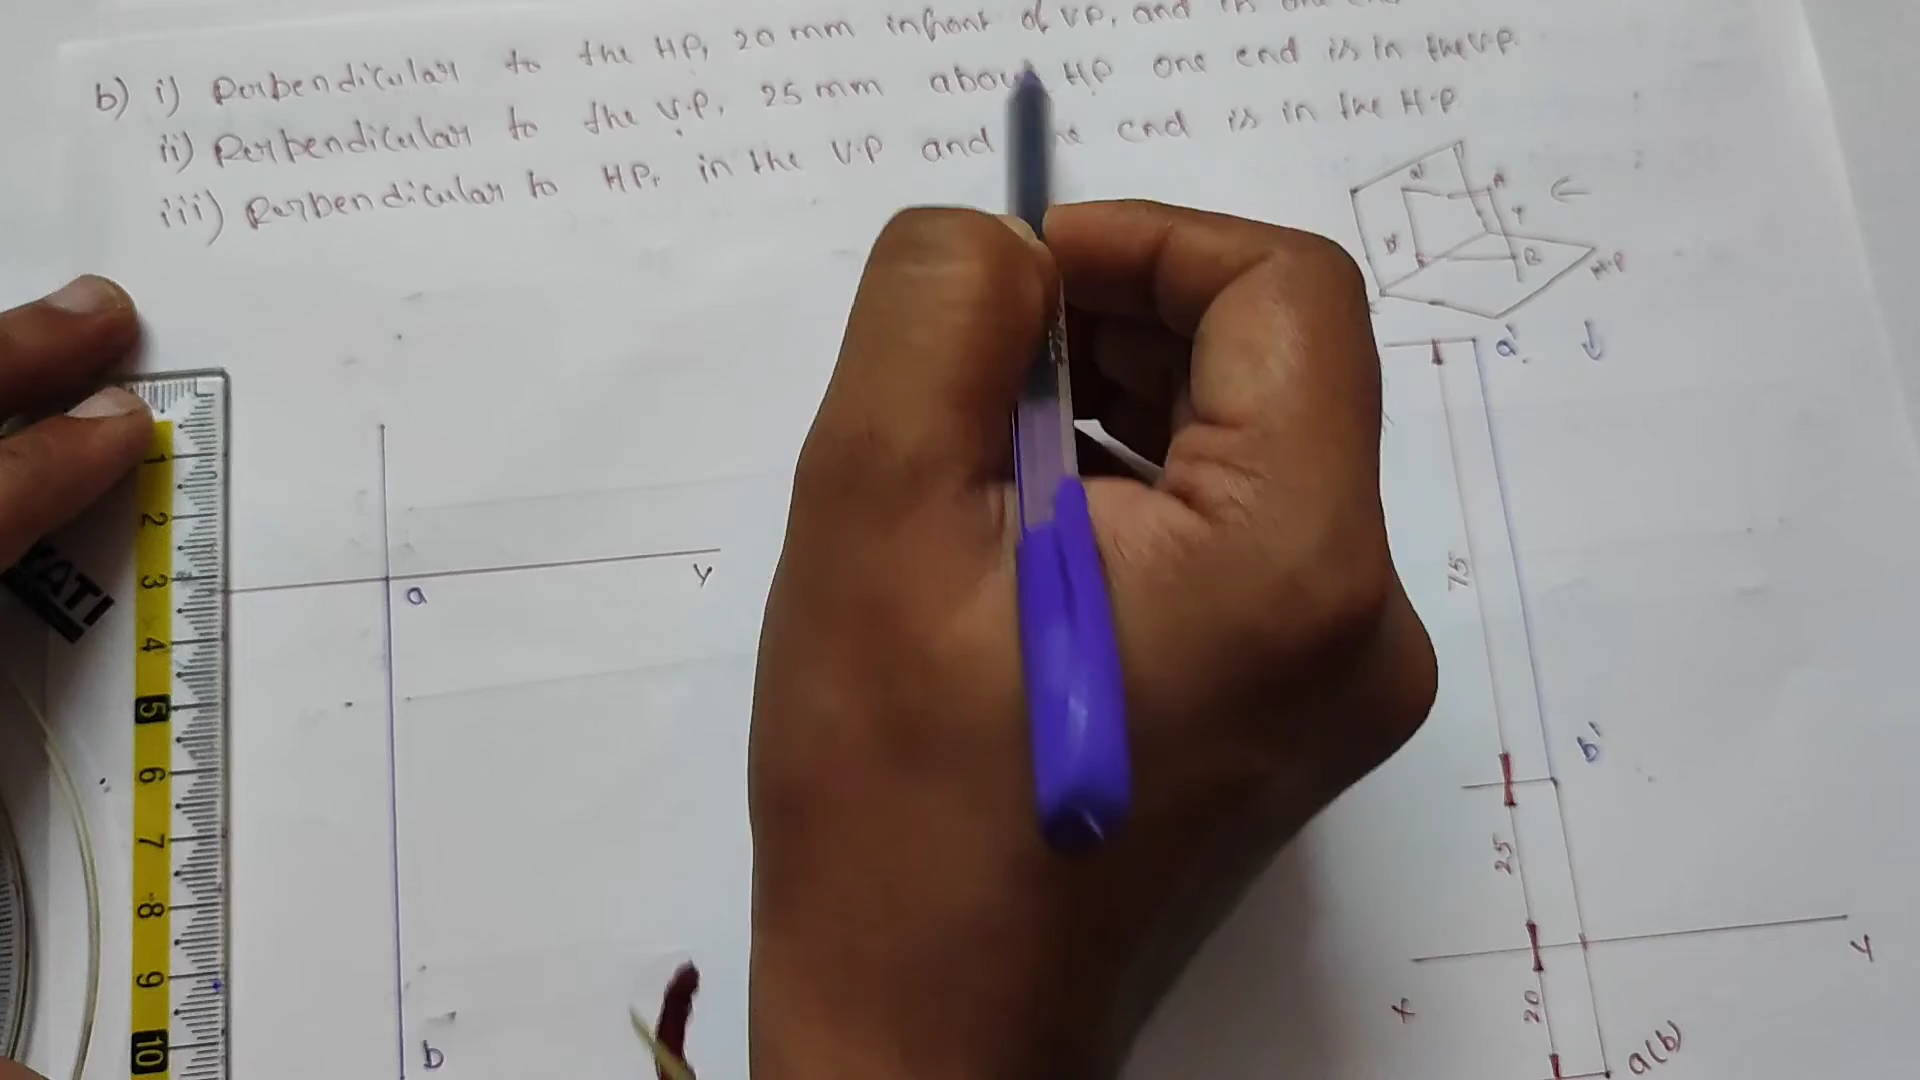 b) i) Perpendicular to the HP, 20 mm infront of VP, and
ii) Perpendicular to the V.P, 25 mm above HP one end is in the V.P.
iii) Perpendicular to HP, in the V.P and end is in the H.P
a'
A
b'
B
Y
H.P
a'
75
b'
25
X
Y
20
a(b)
a
Y
b
1
2
3
4
5
6
7
8
9
10